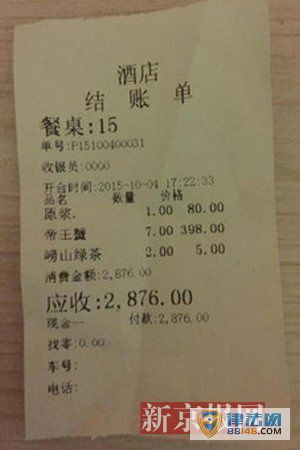 酒店
结 账 单
餐桌:15
单号:P15100400031
收银员:0000
开台时间:2015-10-04 17:22:33
品名 数量 价格
原浆. 1.00 80.00
帝王蟹 7.00 398.00
崂山绿茶 2.00 5.00
消费金额:2,876.00
应收:2,876.00
现金一 付款:2,876.00
找零:0.00
车号:
电话:
新京报网
律法网
88148.com